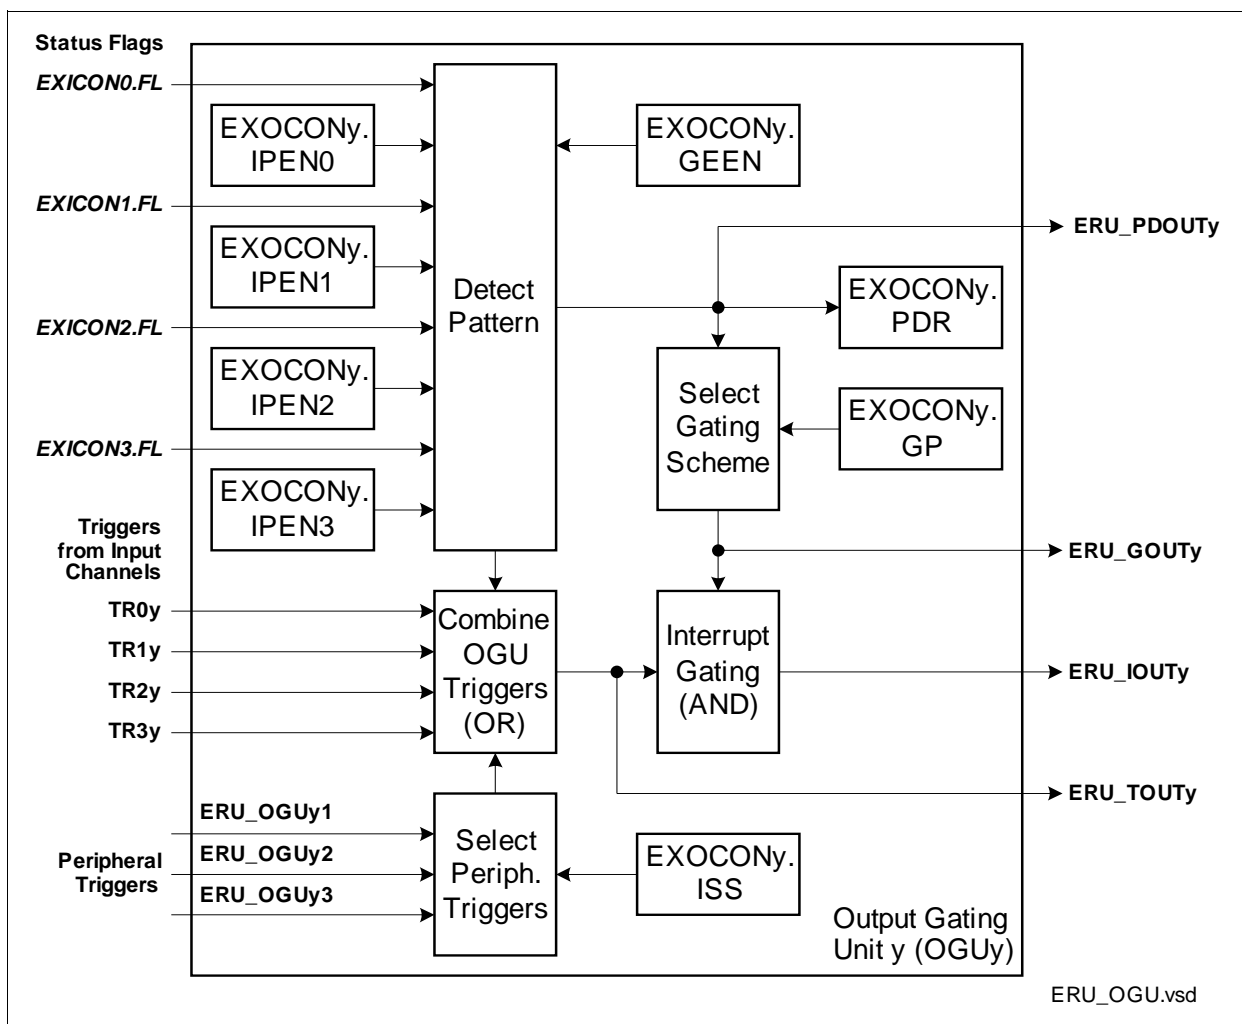 Status Flags
EXICON0.FL
EXOCONy.
IPEN0
EXOCONy.
GEEN
EXICON1.FL
ERU_PDOUTy
EXOCONy.
IPEN1
Detect
Pattern
EXOCONy.
PDR
EXICON2.FL
EXOCONy.
IPEN2
Select
Gating
Scheme
EXOCONy.
GP
EXICON3.FL
EXOCONy.
IPEN3
Triggers
from Input
Channels
ERU_GOUTy
TR0y
TR1y
TR2y
TR3y
Combine
OGU
Triggers
(OR)
Interrupt
Gating
(AND)
ERU_IOUTy
ERU_TOUTy
ERU_OGUy1
ERU_OGUy2
ERU_OGUy3
Peripheral
Triggers
Select
Periph.
Triggers
EXOCONy.
ISS
Output Gating
Unit y (OGUy)
ERU_OGU.vsd